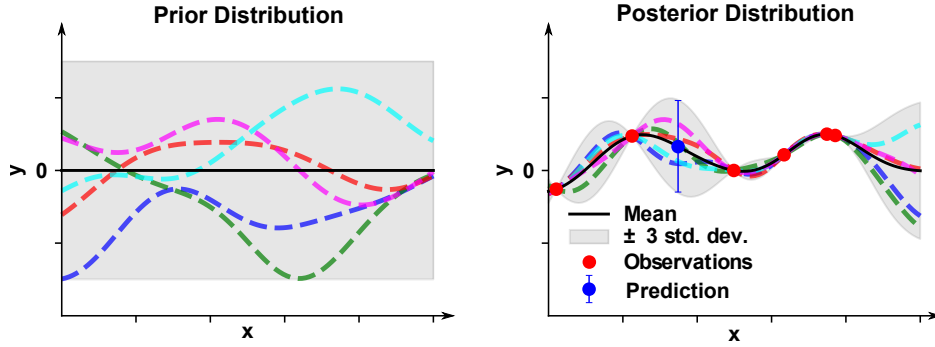 Prior Distribution
y
0
x
Posterior Distribution
y
0
Mean
± 3 std. dev.
Observations
Prediction
x